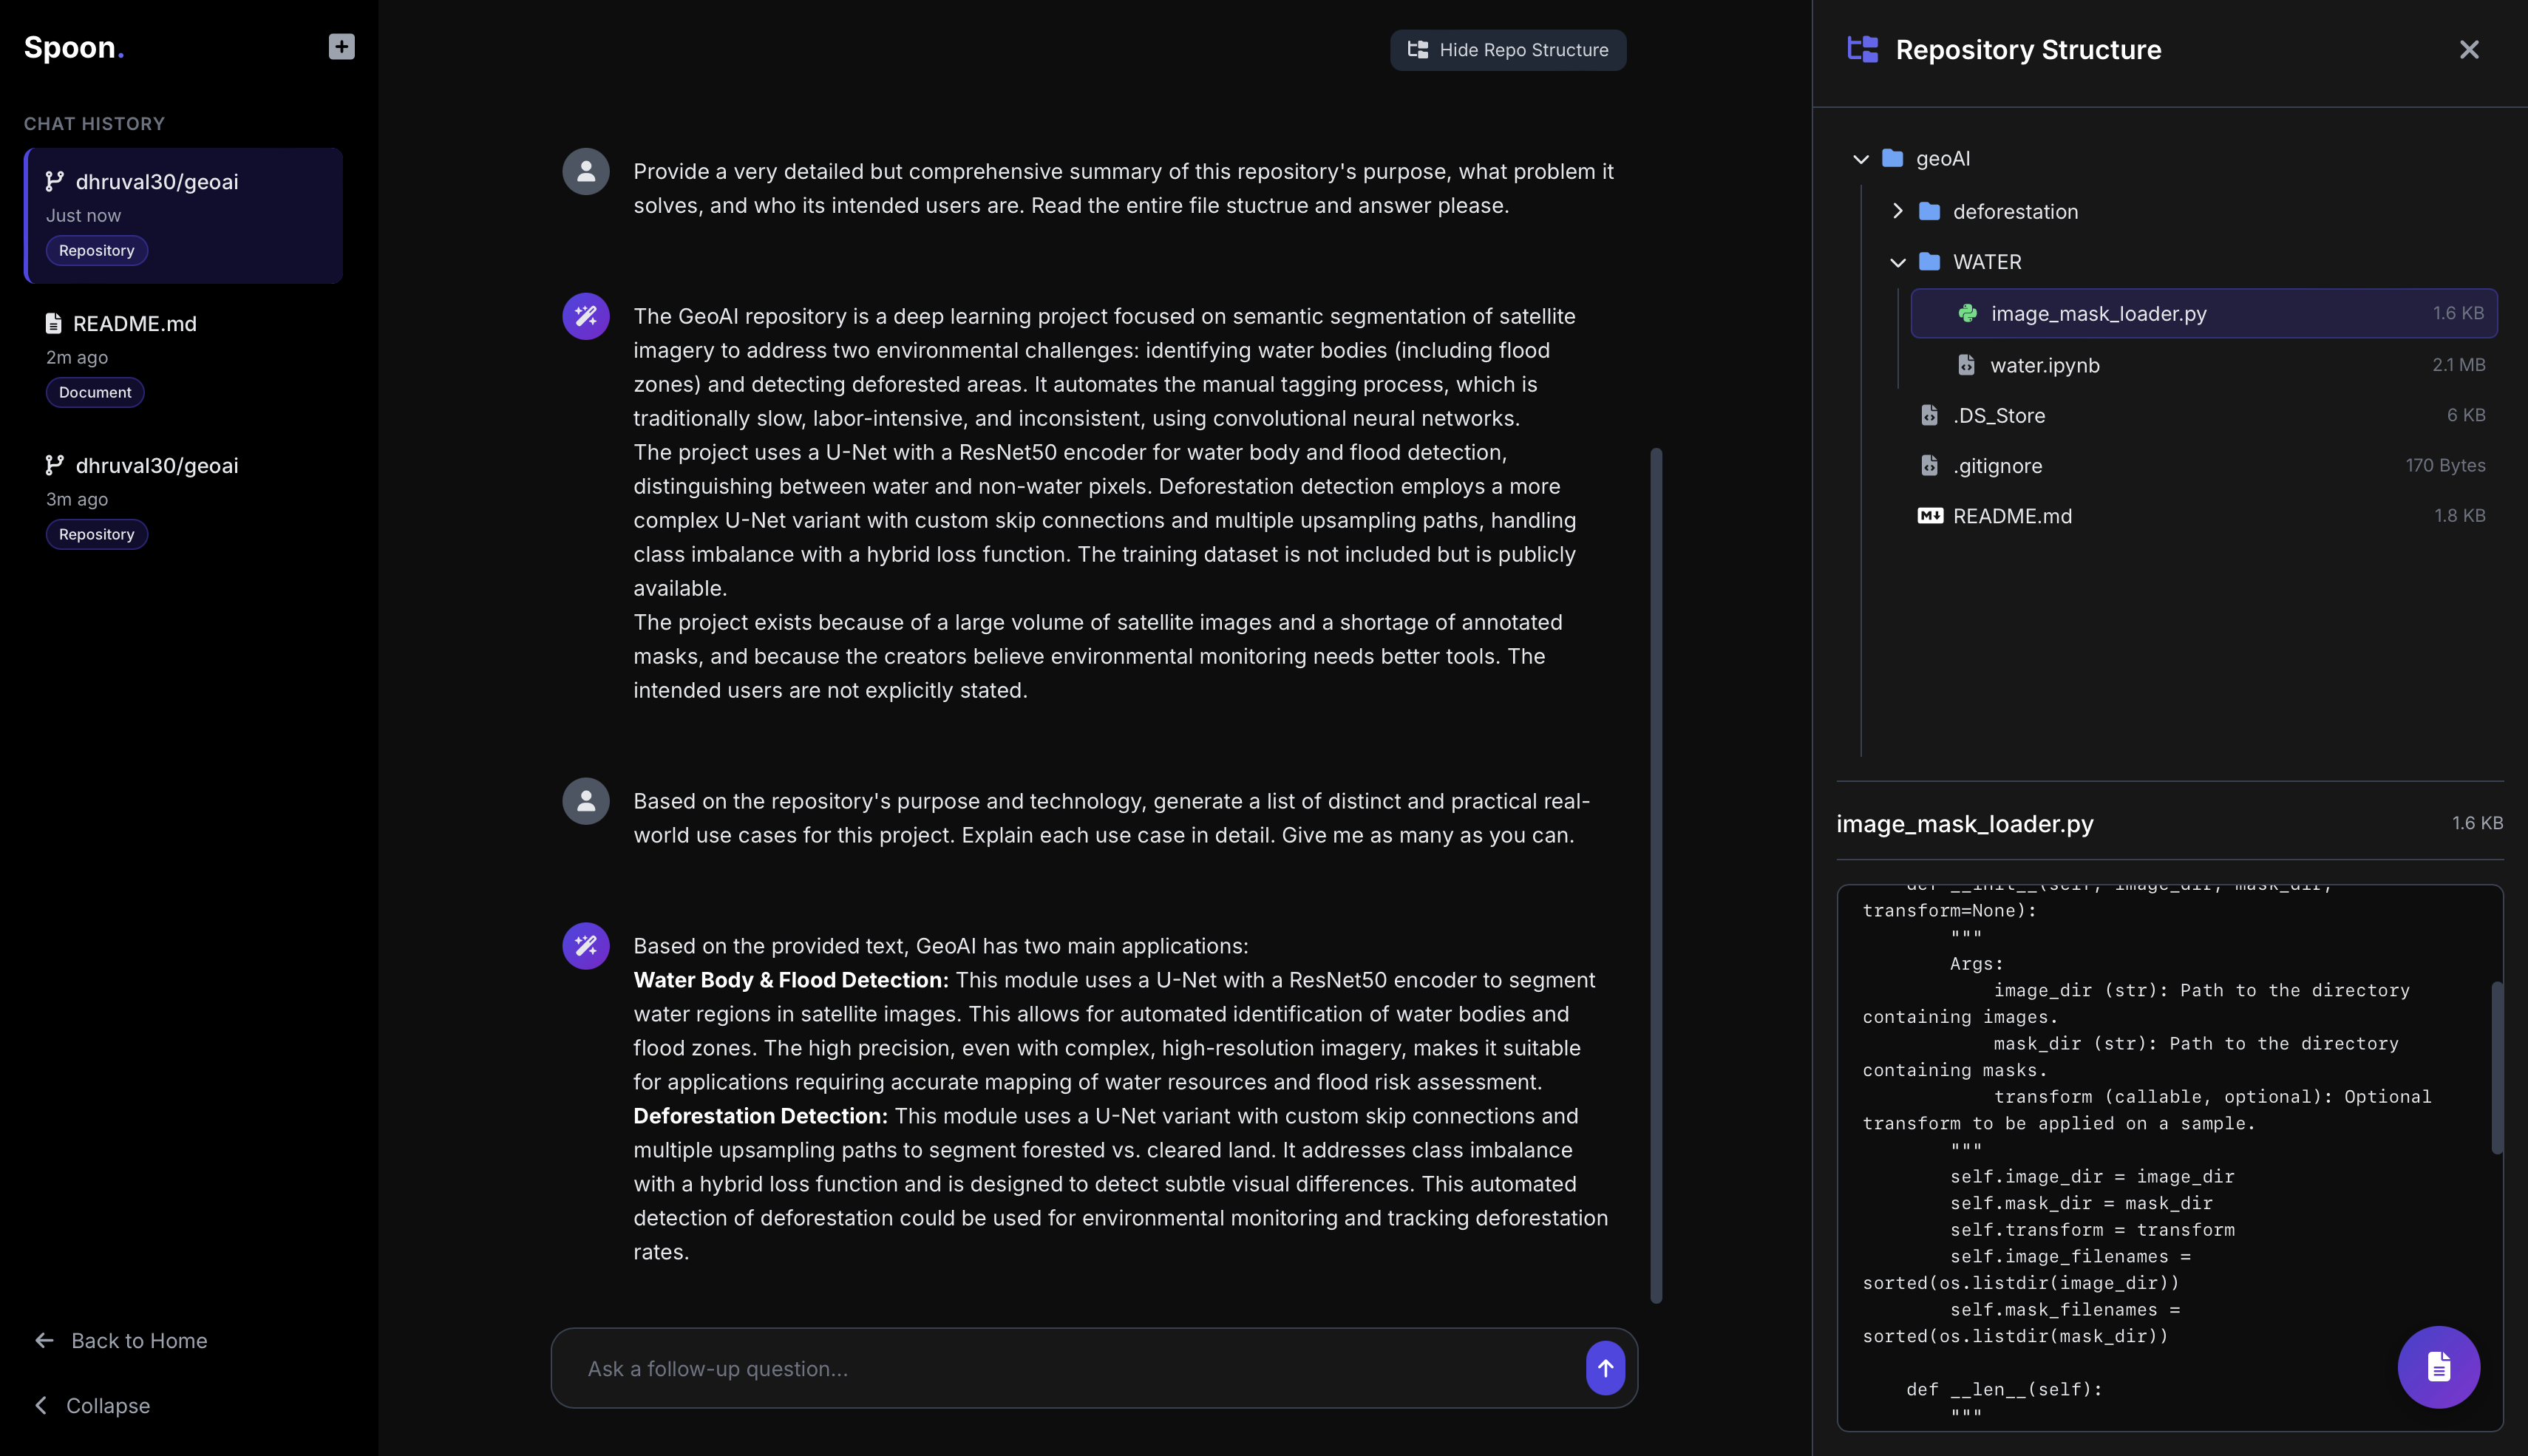 Spoon.
CHAT HISTORY
dhruval30/geoai
Just now
Repository
README.md
2m ago
Document
dhruval30/geoai
3m ago
Repository
Back to Home
Collapse
Hide Repo Structure
Provide a very detailed but comprehensive summary of this repository's purpose, what problem it
solves, and who its intended users are. Read the entire file stuctrue and answer please.
The GeoAI repository is a deep learning project focused on semantic segmentation of satellite
imagery to address two environmental challenges: identifying water bodies (including flood
zones) and detecting deforested areas. It automates the manual tagging process, which is
traditionally slow, labor-intensive, and inconsistent, using convolutional neural networks.
The project uses a U-Net with a ResNet50 encoder for water body and flood detection,
distinguishing between water and non-water pixels. Deforestation detection employs a more
complex U-Net variant with custom skip connections and multiple upsampling paths, handling
class imbalance with a hybrid loss function. The training dataset is not included but is publicly
available.
The project exists because of a large volume of satellite images and a shortage of annotated
masks, and because the creators believe environmental monitoring needs better tools. The
intended users are not explicitly stated.
Based on the repository's purpose and technology, generate a list of distinct and practical real-
world use cases for this project. Explain each use case in detail. Give me as many as you can.
Based on the provided text, GeoAI has two main applications:
Water Body & Flood Detection: This module uses a U-Net with a ResNet50 encoder to segment
water regions in satellite images. This allows for automated identification of water bodies and
flood zones. The high precision, even with complex, high-resolution imagery, makes it suitable
for applications requiring accurate mapping of water resources and flood risk assessment.
Deforestation Detection: This module uses a U-Net variant with custom skip connections and
multiple upsampling paths to segment forested vs. cleared land. It addresses class imbalance
with a hybrid loss function and is designed to detect subtle visual differences. This automated
detection of deforestation could be used for environmental monitoring and tracking deforestation
rates.
Ask a follow-up question...
Repository Structure
geoAI
deforestation
WATER
image_mask_loader.py 1.6 KB
water.ipynb 2.1 MB
.DS_Store 6 KB
.gitignore 170 Bytes
README.md 1.8 KB
image_mask_loader.py 1.6 KB
def __init__(self, image_dir, mask_dir,
transform=None):
"""
Args:
image_dir (str): Path to the directory
containing images.
mask_dir (str): Path to the directory
containing masks.
transform (callable, optional): Optional
transform to be applied on a sample.
"""
self.image_dir = image_dir
self.mask_dir = mask_dir
self.transform = transform
self.image_filenames =
sorted(os.listdir(image_dir))
self.mask_filenames =
sorted(os.listdir(mask_dir))
def __len__(self):
"""